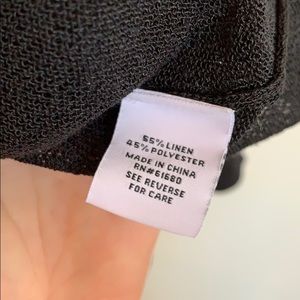 55% LINEN
45% POLYESTER
MADE IN CHINA
RN#61680
SEE REVERSE
FOR CARE